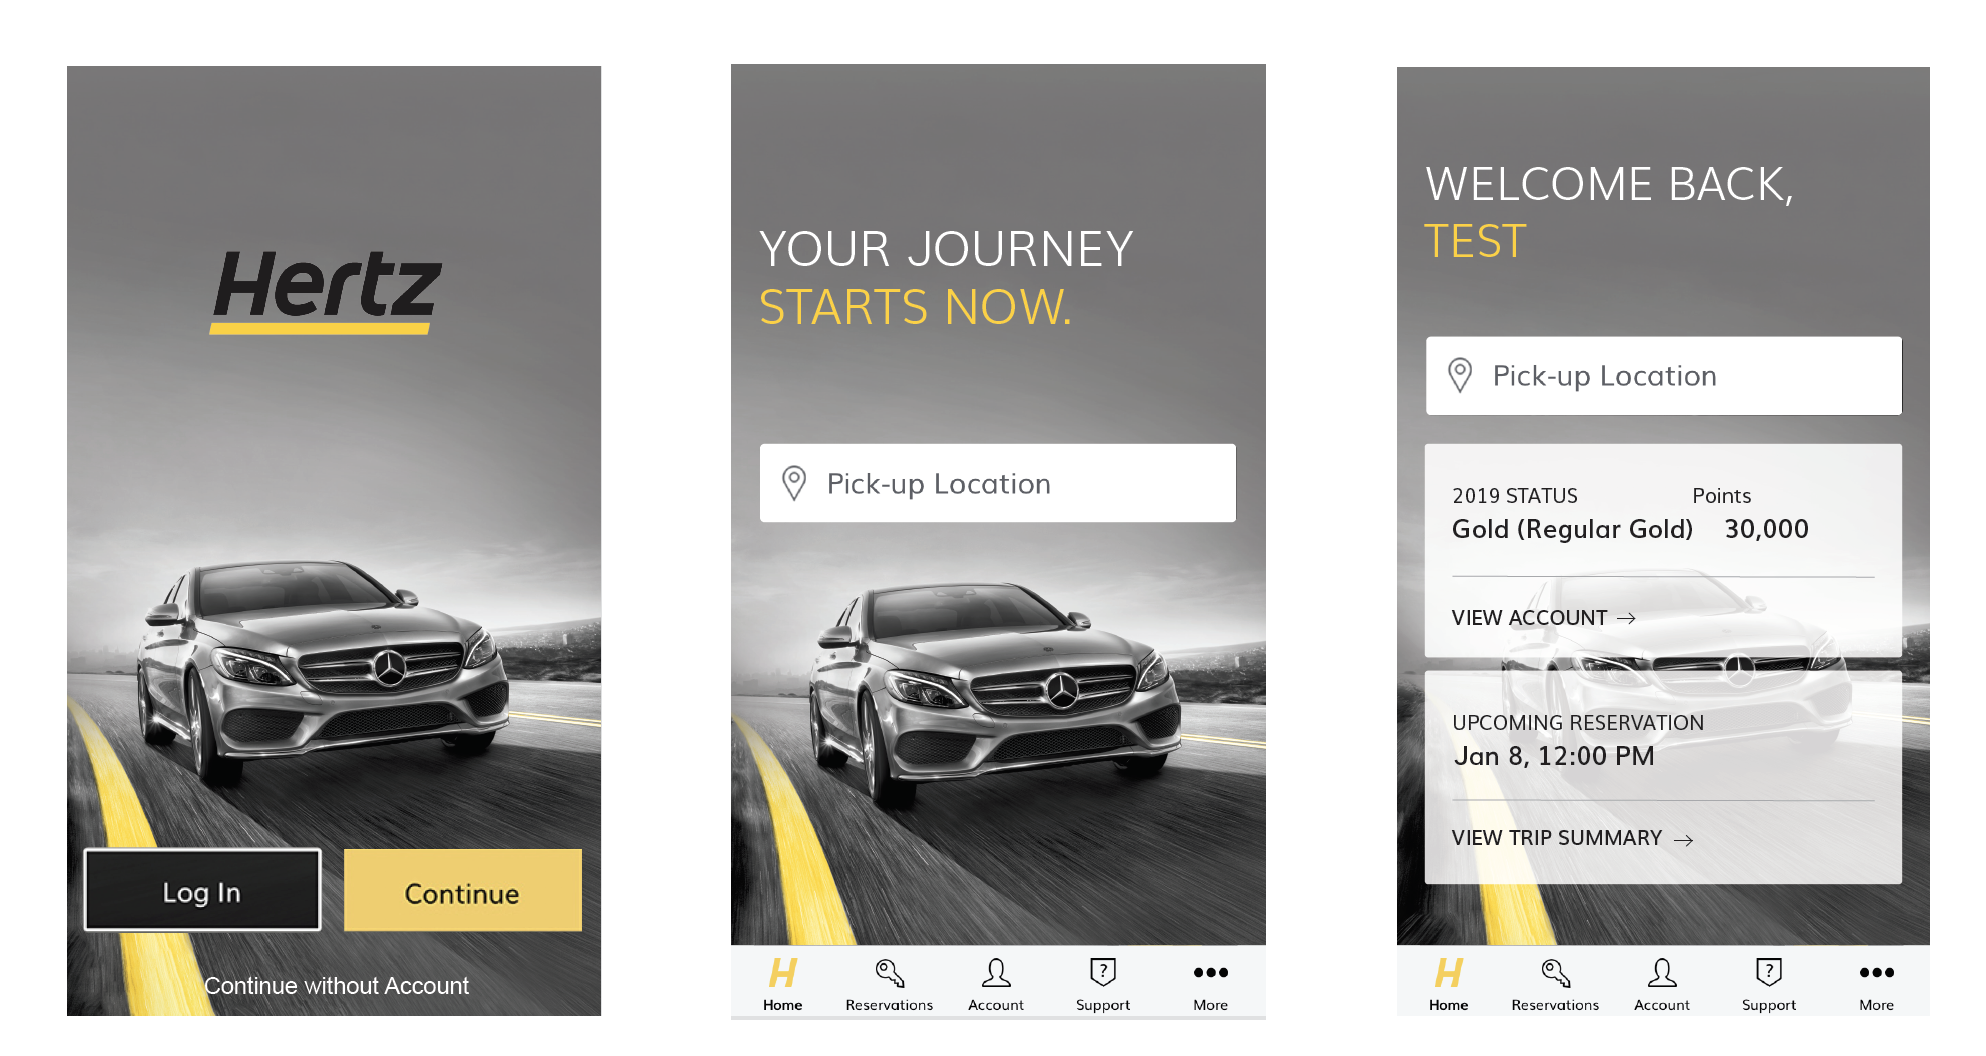 Hertz
Log In
Continue
Continue without Account
YOUR JOURNEY
STARTS NOW.
Pick-up Location
H
Home
Reservations
Account
?
Support
More
WELCOME BACK,
TEST
Pick-up Location
2019 STATUS Points
Gold (Regular Gold) 30,000
VIEW ACCOUNT →
UPCOMING RESERVATION
Jan 8, 12:00 PM
VIEW TRIP SUMMARY →
H
Home
Reservations
Account
?
Support
More